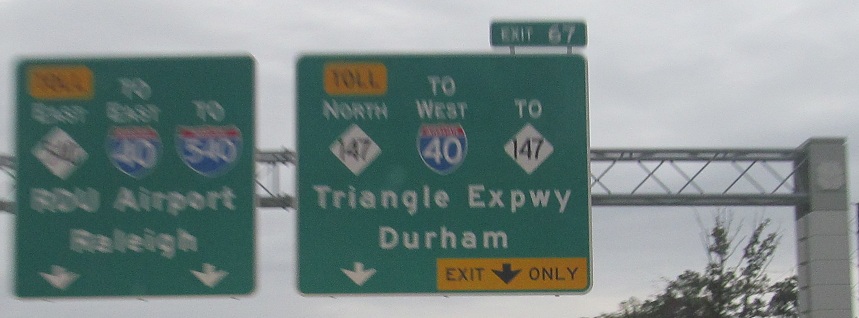 TOLL
TO
EAST EAST TO
540 40 540
RDU Airport
Raleigh
EXIT 67
TOLL
TO
NORTH WEST TO
147 40 147
Triangle Expwy
Durham
EXIT ONLY